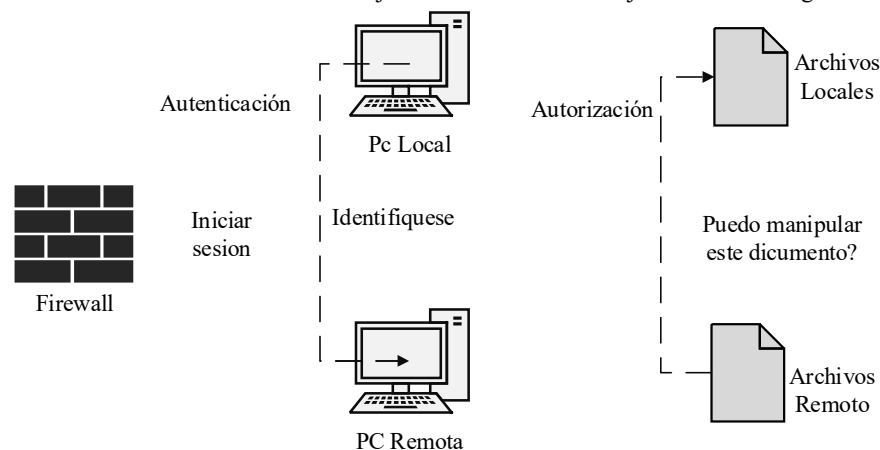 Autenticación
Pc Local
Autorización
Archivos
Locales
Iniciar
sesion
Identifiquese
Puedo manipular
este dicumento?
Firewall
PC Remota
Archivos
Remoto